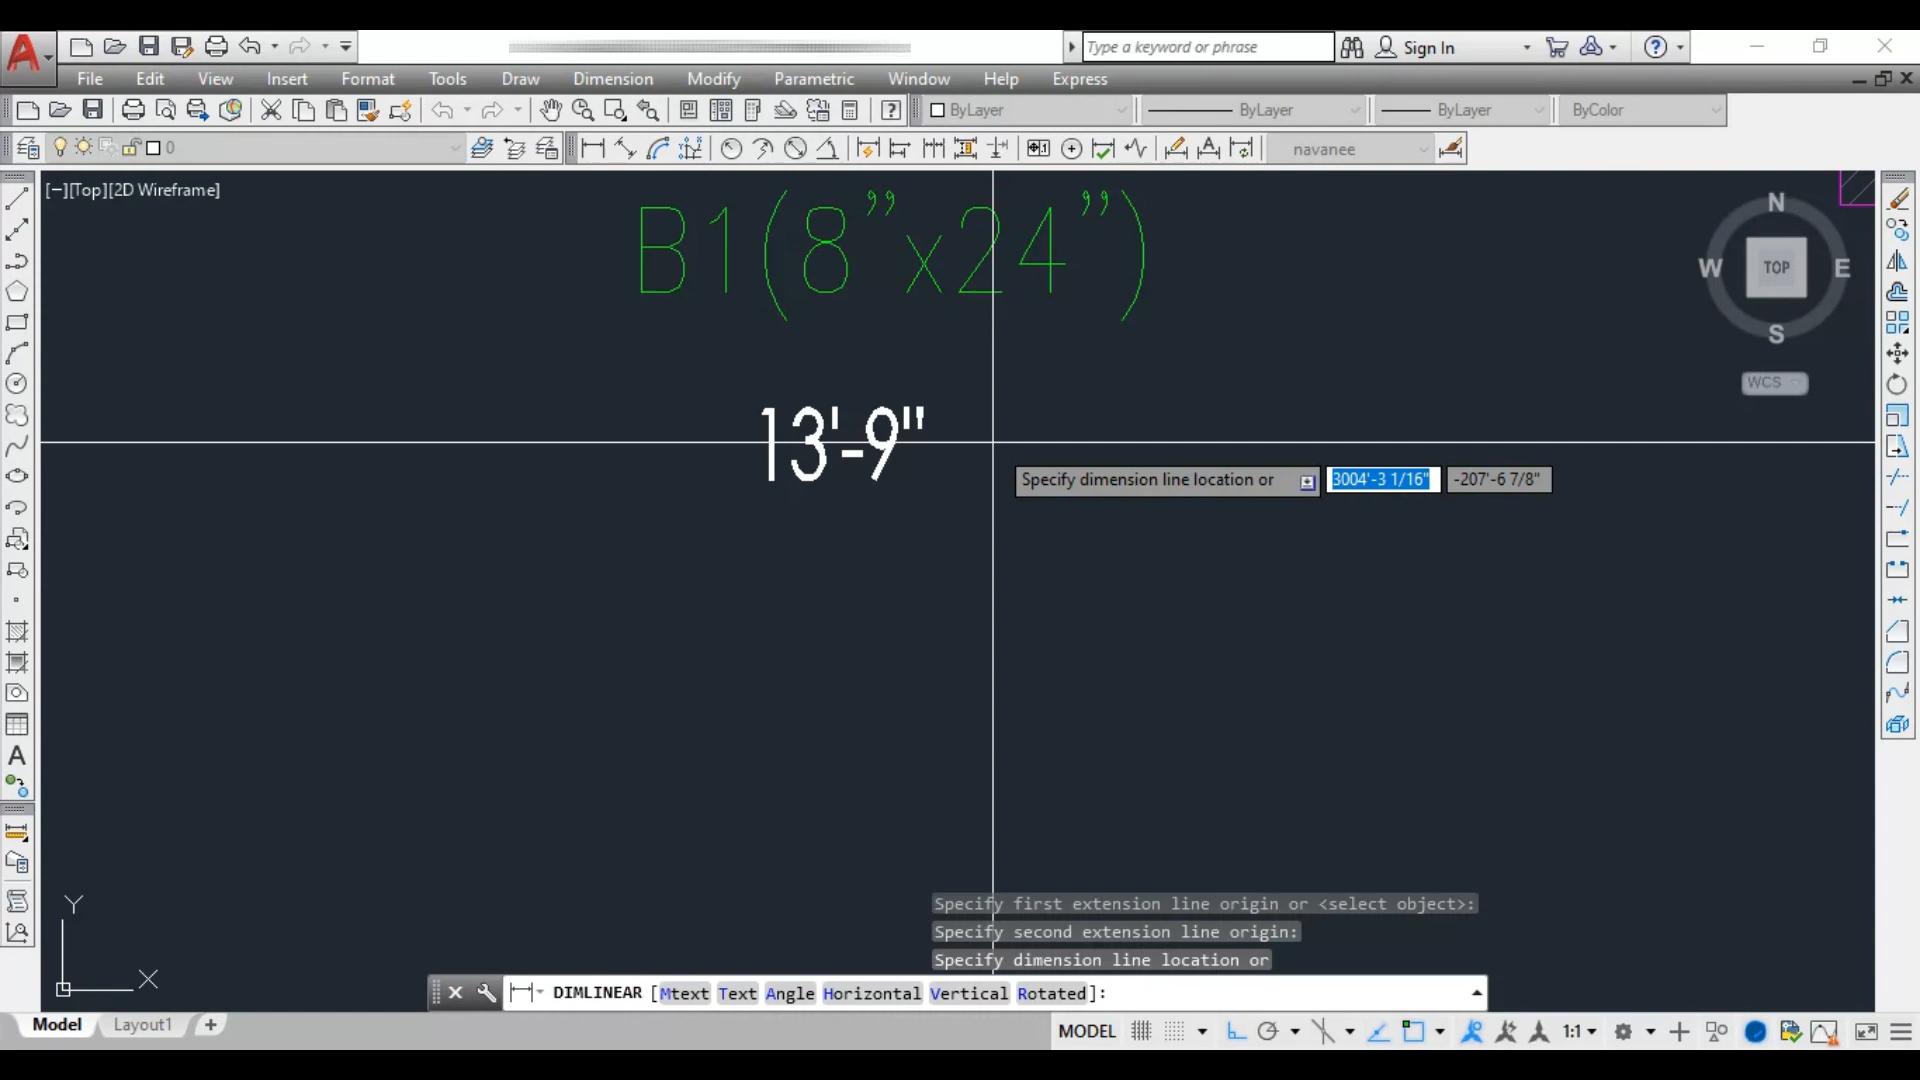 Type a keyword or phrase
Sign In
File Edit View Insert Format Tools Draw Dimension Modify Parametric Window Help Express
ByLayer ByLayer ByLayer ByColor
0 navanee
[−][Top][2D Wireframe]
B1(8”x24”)
N
W TOP E
S
WCS
13'-9"
Specify dimension line location or 3004'-3 1/16" -207'-6 7/8"
Y
X
Specify first extension line origin or <select object>:
Specify second extension line origin:
Specify dimension line location or
DIMLINEAR [Mtext Text Angle Horizontal Vertical Rotated]:
Model Layout1 +
MODEL 1:1